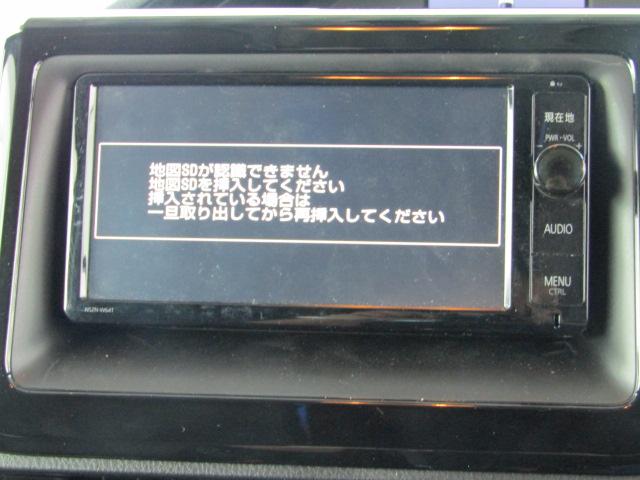 地図SDが認識できません
地図SDを挿入してください
挿入されている場合は
一旦取り出してから再挿入してください
現在地
PWR・VOL
- +
AUDIO
MENU
CTRL
NSZN-W64T